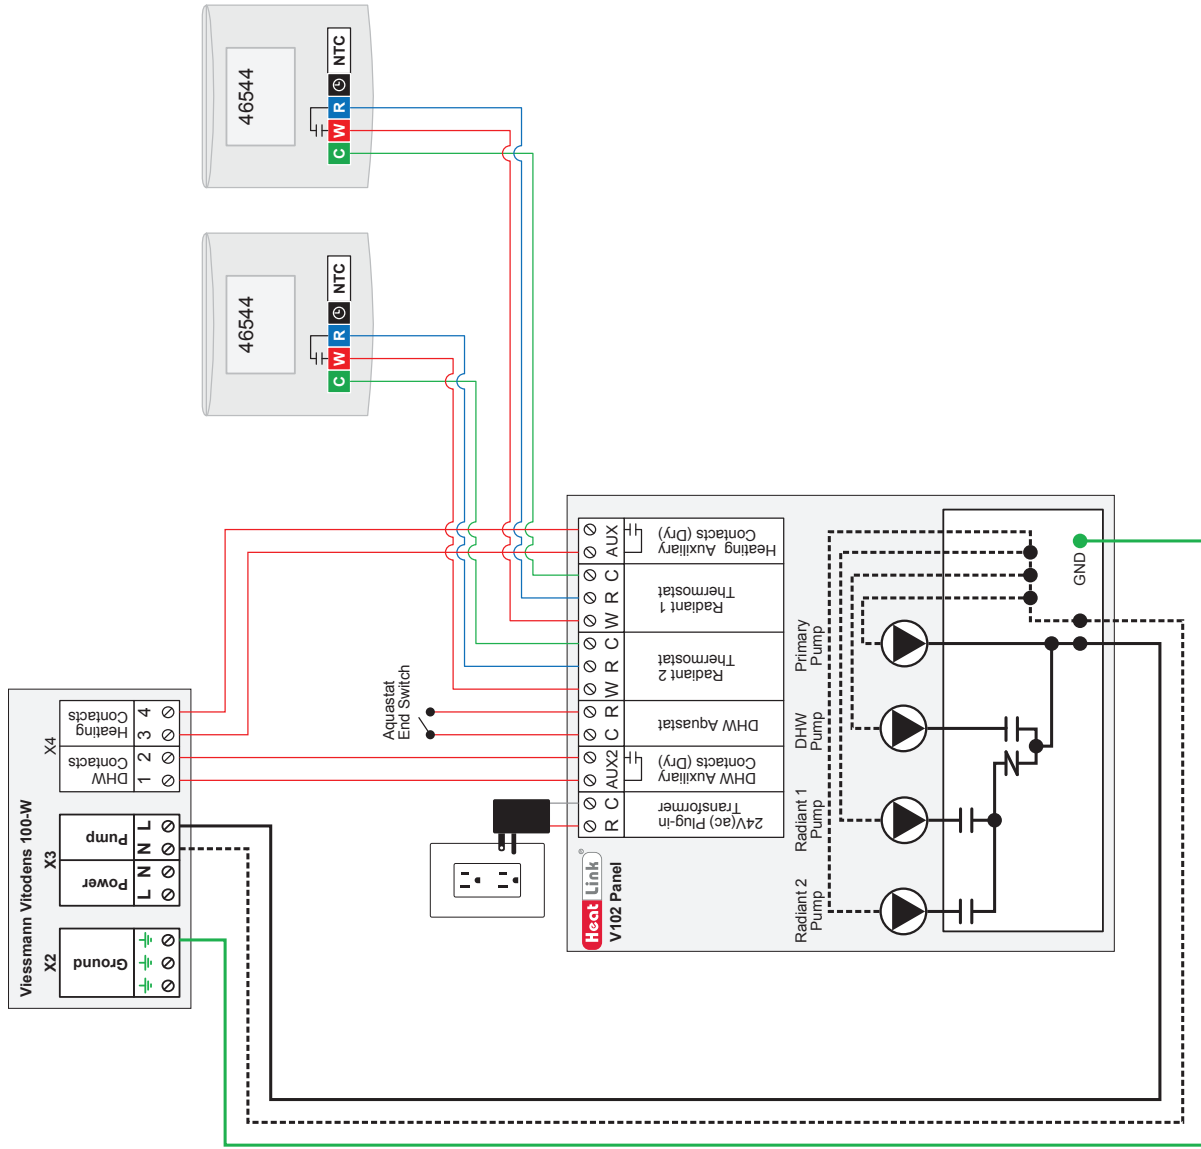 46544
NTC
R
W
C
46544
NTC
R
W
C
Viessmann Vitodens 100-W
X4
Heating
Contacts
4
3
DHW
Contacts
2
1
X3
Pump
L
N
Power
N
L
X2
Ground
Aquastat
End Switch
AUX
Heating Auxiliary
Contacts (Dry)
C
R
W
Radiant 1
Thermostat
C
R
W
Radiant 2
Thermostat
R
C
DHW Aquastat
AUX2
DHW Auxiliary
Contacts (Dry)
C
R
24V(ac) Plug-in
Transformer
Heat Link®
V102 Panel
Primary
Pump
DHW
Pump
Radiant 1
Pump
Radiant 2
Pump
GND